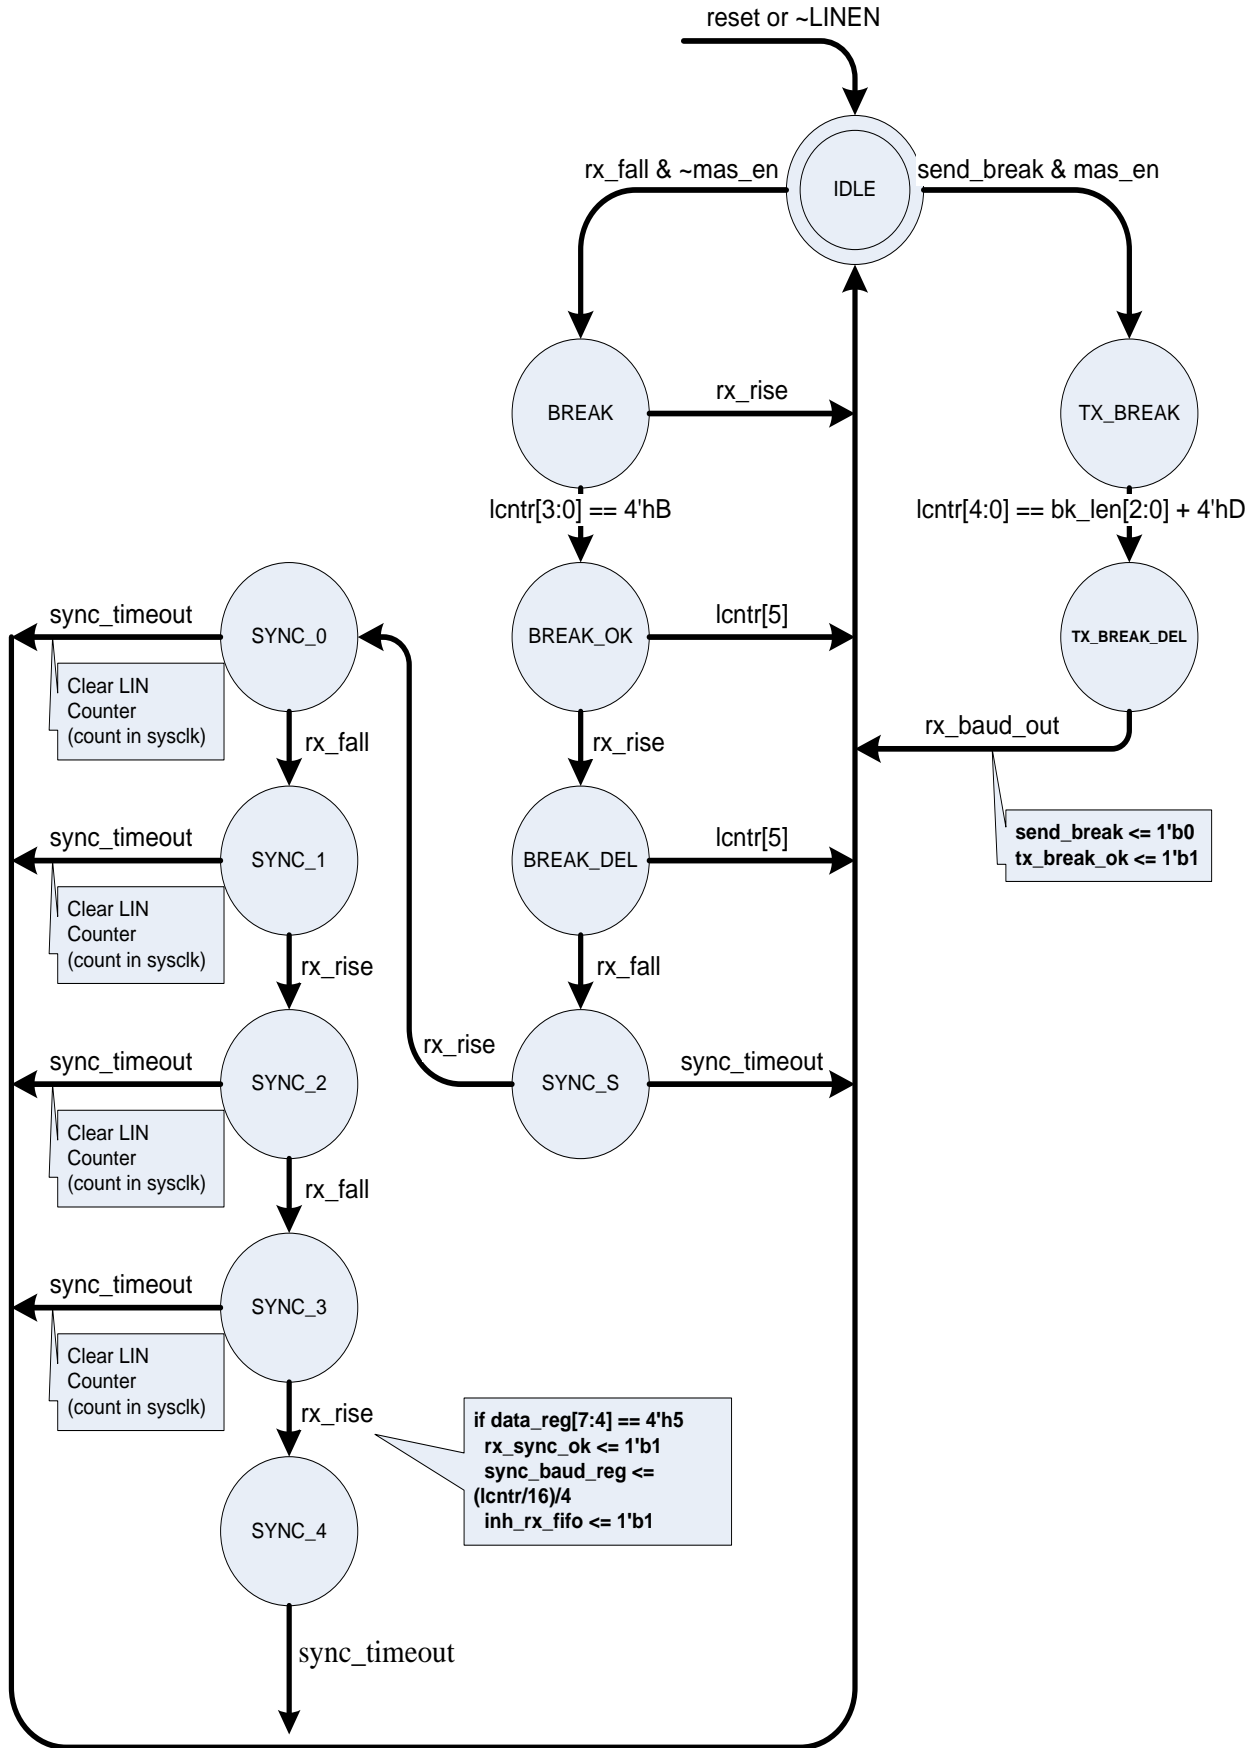 reset or ~LINEN
rx_fall & ~mas_en
send_break & mas_en
IDLE
BREAK
rx_rise
TX_BREAK
lcntr[3:0] == 4'hB
lcntr[4:0] == bk_len[2:0] + 4'hD
sync_timeout
SYNC_0
BREAK_OK
lcntr[5]
TX_BREAK_DEL
Clear LIN
Counter
(count in sysclk)
rx_fall
rx_rise
rx_baud_out
send_break <= 1'b0
tx_break_ok <= 1'b1
sync_timeout
SYNC_1
BREAK_DEL
lcntr[5]
Clear LIN
Counter
(count in sysclk)
rx_rise
rx_fall
sync_timeout
SYNC_2
rx_rise
SYNC_S
sync_timeout
Clear LIN
Counter
(count in sysclk)
rx_fall
sync_timeout
SYNC_3
Clear LIN
Counter
(count in sysclk)
rx_rise
if data_reg[7:4] == 4'h5
rx_sync_ok <= 1'b1
sync_baud_reg <=
(lcntr/16)/4
inh_rx_fifo <= 1'b1
SYNC_4
sync_timeout